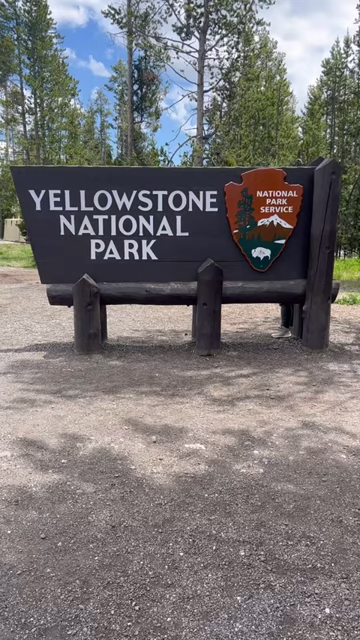 YELLOWSTONE
NATIONAL
PARK
NATIONAL
PARK
SERVICE